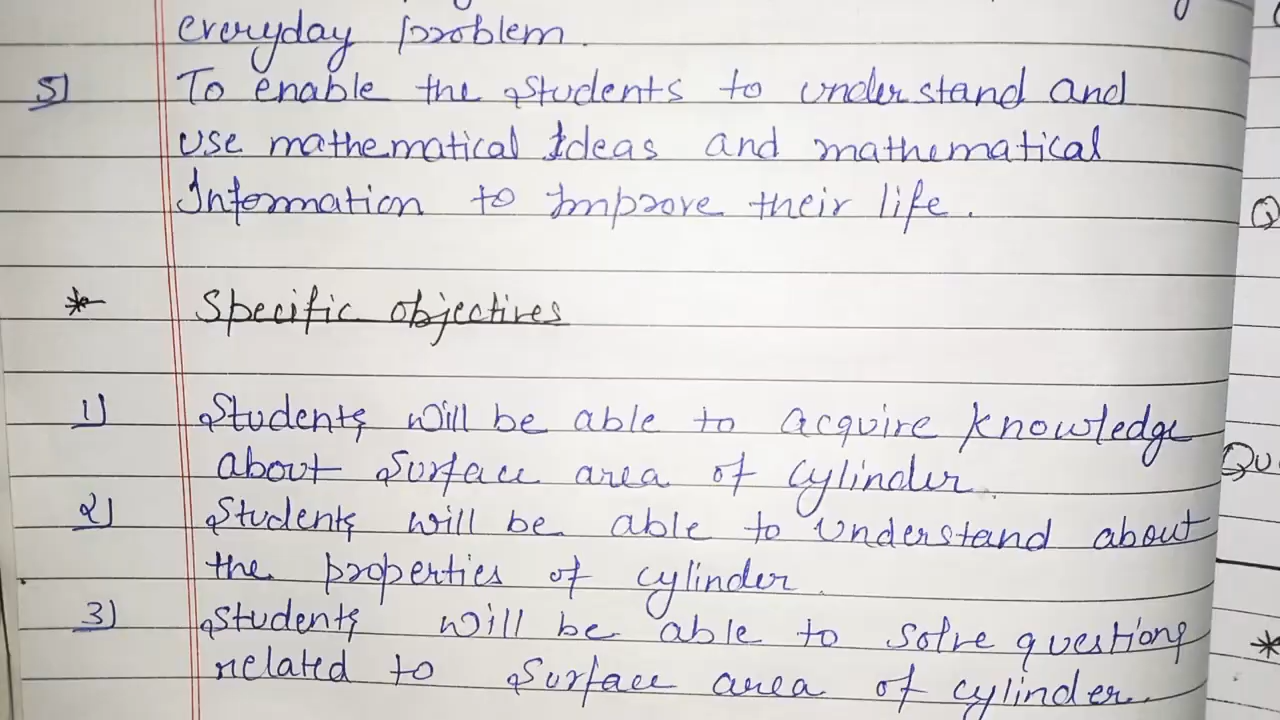 everyday problem.
5) To enable the students to understand and
use mathematical Ideas and mathematical
Information to Improve their life.
* Specific objectives
1) Students will be able to acquire knowledge
about surface area of cylinder.
2) Students will be able to understand about
the properties of cylinder.
3) Students will be able to solve questions
related to surface area of cylinder.